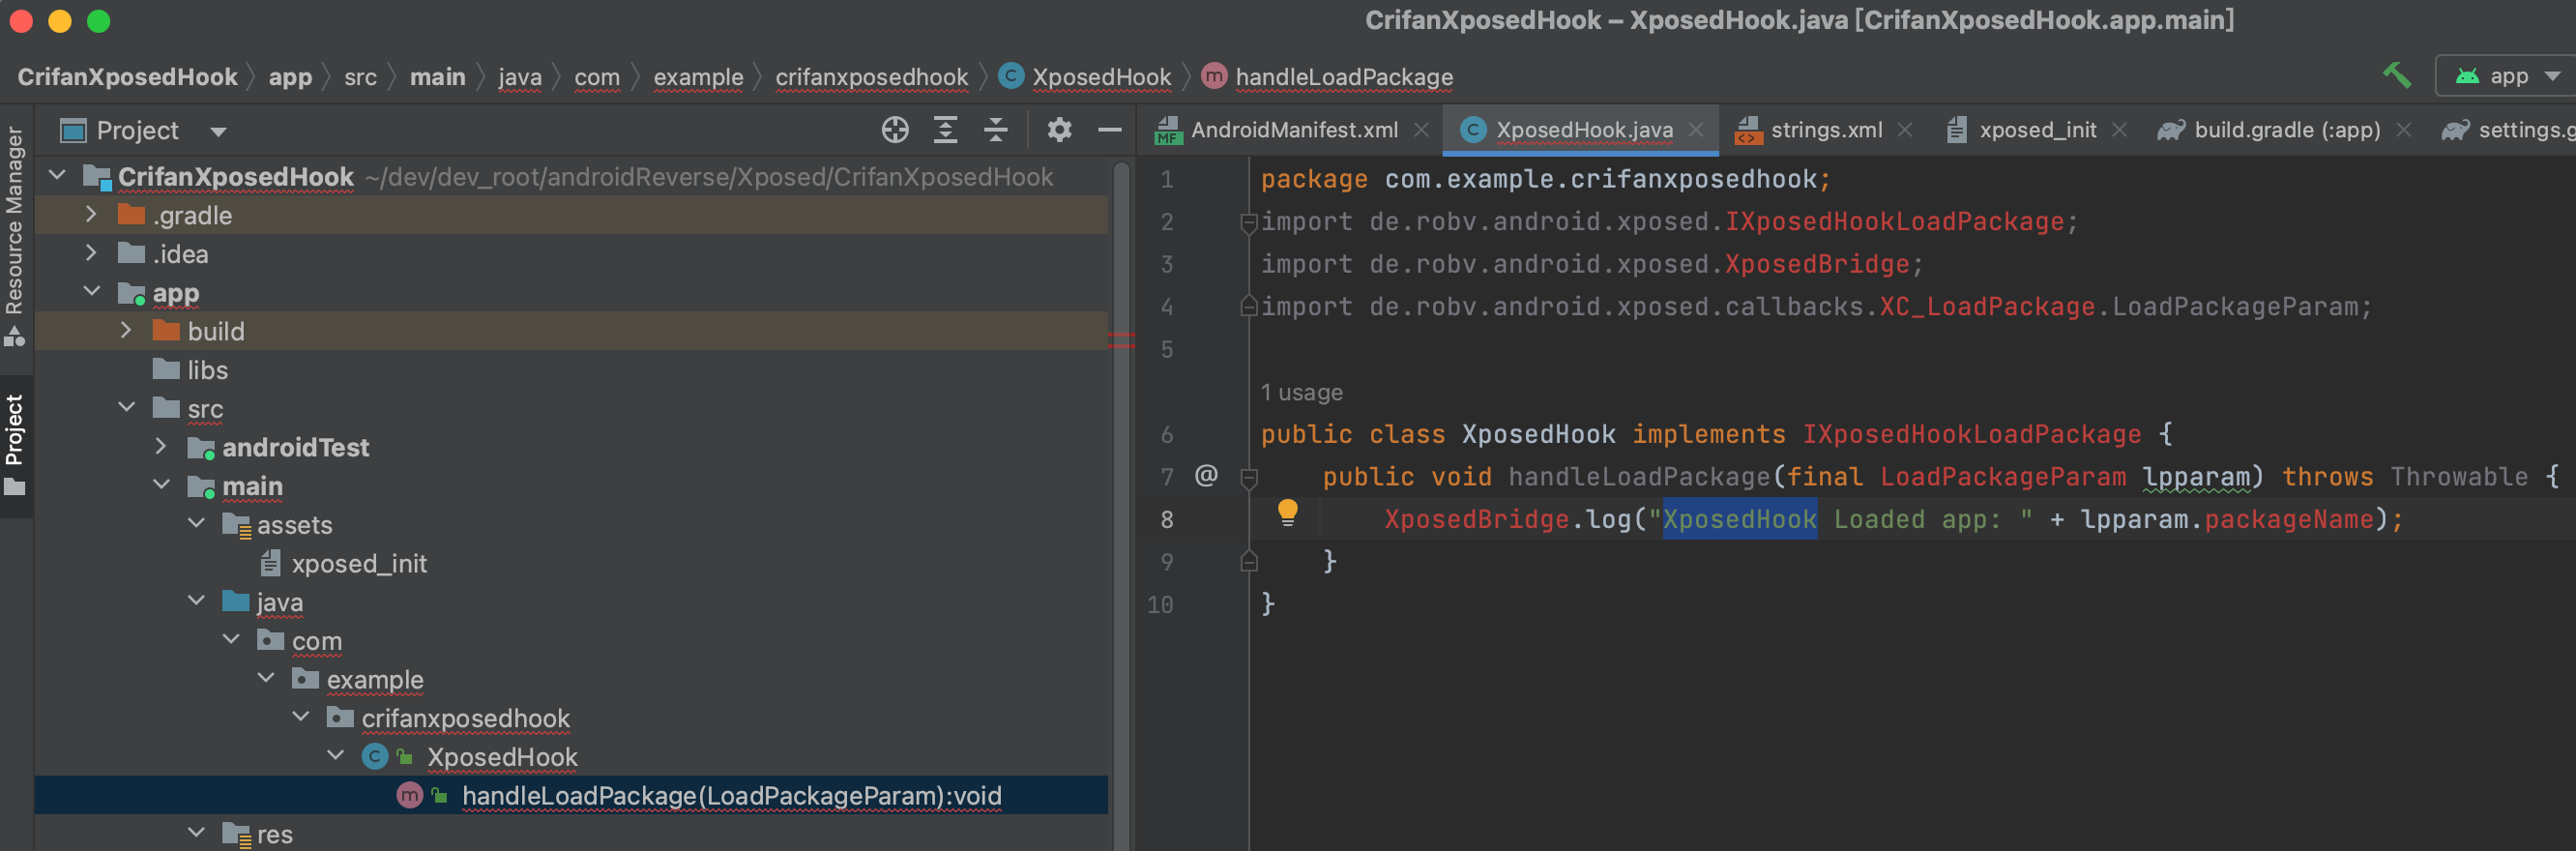 CrifanXposedHook – XposedHook.java [CrifanXposedHook.app.main]
CrifanXposedHook app src main java com example crifanxposedhook C XposedHook m handleLoadPackage app
Project
AndroidManifest.xml XposedHook.java strings.xml xposed_init build.gradle (:app) settings.g
Resource Manager
Project
CrifanXposedHook ~/dev/dev_root/androidReverse/Xposed/CrifanXposedHook
.gradle
.idea
app
build
libs
src
androidTest
main
assets
xposed_init
java
com
example
crifanxposedhook
C XposedHook
m handleLoadPackage(LoadPackageParam):void
res
1 package com.example.crifanxposedhook;
2 import de.robv.android.xposed.IXposedHookLoadPackage;
3 import de.robv.android.xposed.XposedBridge;
4 import de.robv.android.xposed.callbacks.XC_LoadPackage.LoadPackageParam;
5
1 usage
6 public class XposedHook implements IXposedHookLoadPackage {
7 @ public void handleLoadPackage(final LoadPackageParam lpparam) throws Throwable {
8 XposedBridge.log("XposedHook Loaded app: " + lpparam.packageName);
9 }
10 }